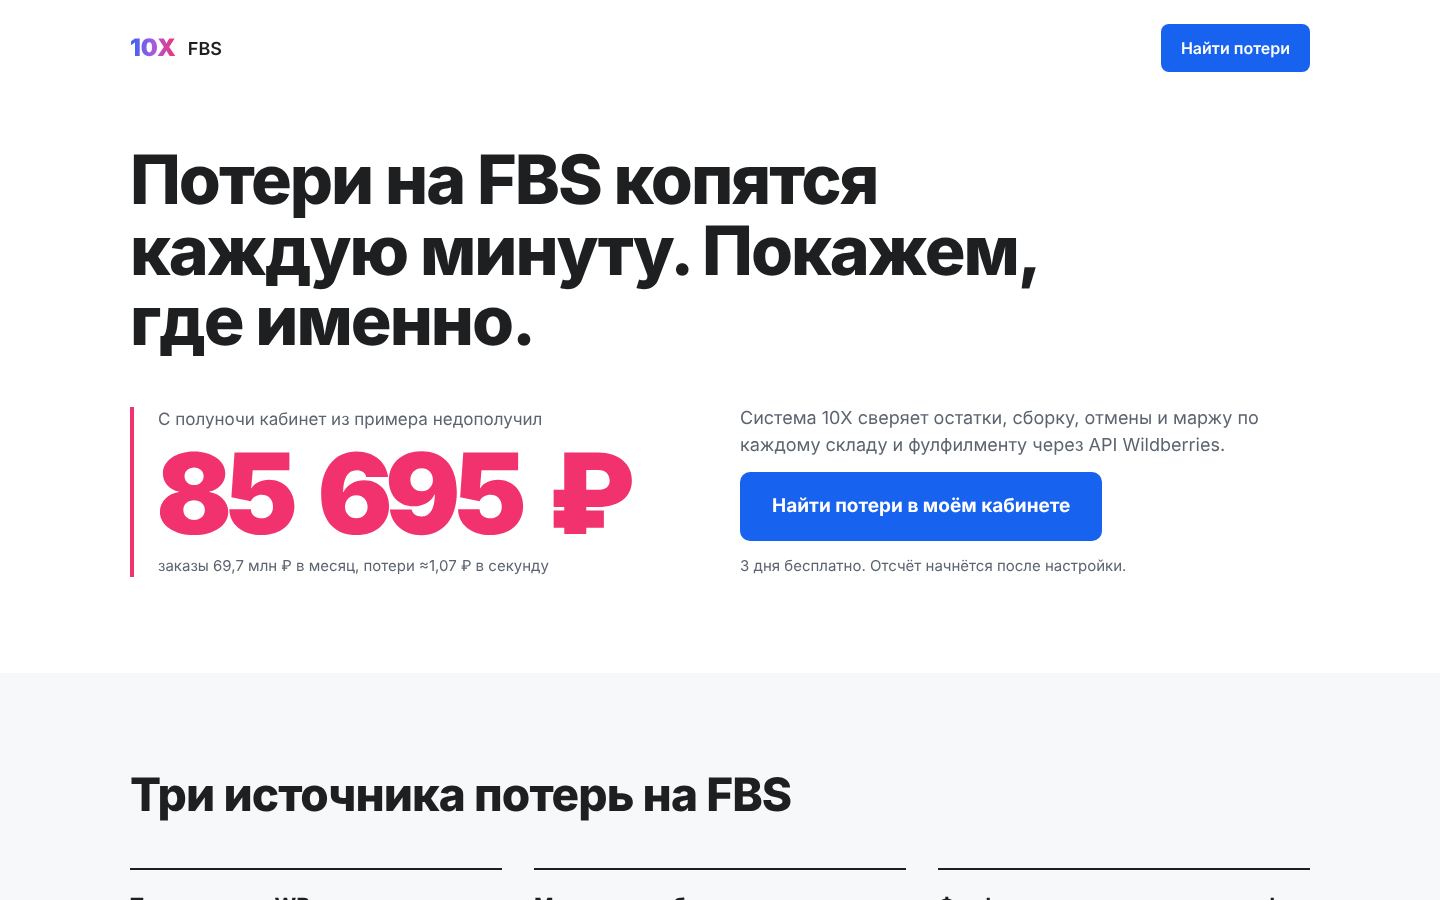 10X FBS
Найти потери
Потери на FBS копятся
каждую минуту. Покажем,
где именно.
С полуночи кабинет из примера недополучил
85 695 ₽
заказы 69,7 млн ₽ в месяц, потери ≈1,07 ₽ в секунду
Система 10X сверяет остатки, сборку, отмены и маржу по
каждому складу и фулфилменту через API Wildberries.
Найти потери в моём кабинете
3 дня бесплатно. Отсчёт начнётся после настройки.
Три источника потерь на FBS